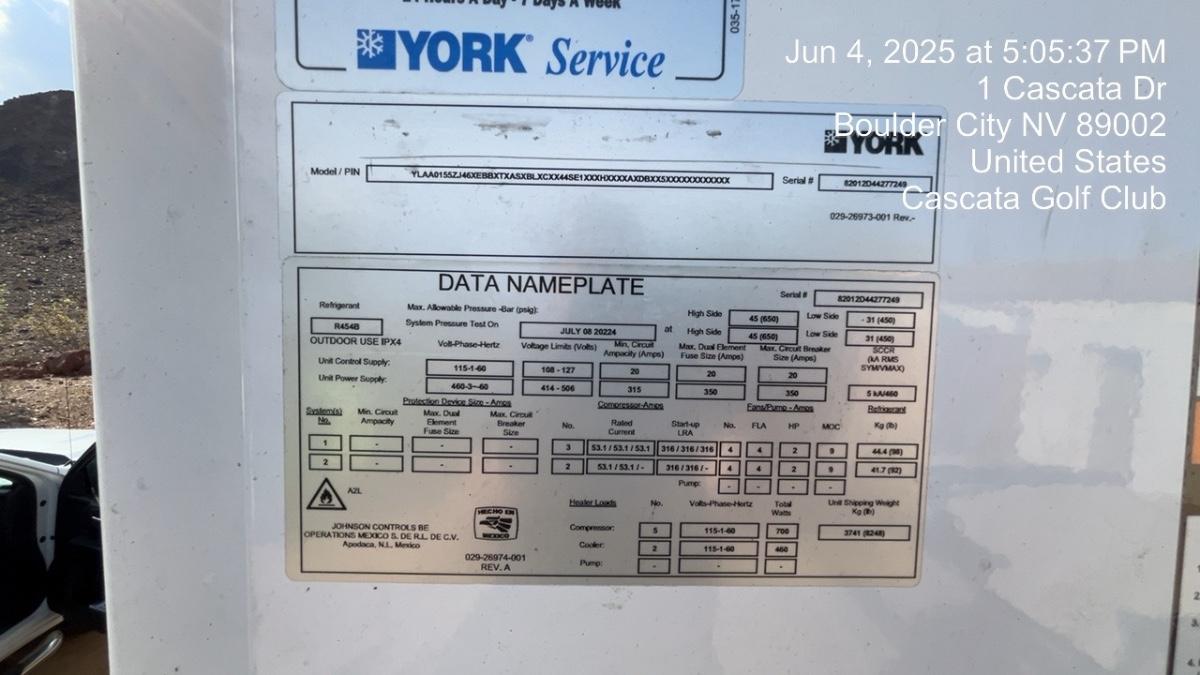 24 Hours A Day - 7 Days A Week
YORK® Service
035-17
Jun 4, 2025 at 5:05:37 PM
1 Cascata Dr
Boulder City NV 89002
United States
Cascata Golf Club
YORK
Model / PIN YLAA0155ZJ46XEBBXTXASXBLXCXX44SE1XXXHXXXXAXDBXX5XXXXXXXXXXXX Serial # 82012D44277249
029-26973-001 Rev.-
DATA NAMEPLATE
Serial # 82012D44277249
Refrigerant Max. Allowable Pressure -Bar (psig): High Side 45 (650) Low Side - 31 (450)
R454B System Pressure Test On JULY 08 20224 at High Side 45 (650) Low Side 31 (450)
OUTDOOR USE IPX4 Volt-Phase-Hertz Voltage Limits (Volts) Min, Circuit Ampacity (Amps) Max. Dual Element Fuse Size (Amps) Max. Circuit Breaker Size (Amps) SCCR (kA RMS SYM/VMAX)
Unit Control Supply: 115-1-60 108 - 127 20 20 20
Unit Power Supply: 460-3-~60 414 - 506 315 350 350 5 kA/460
Protection Device Size - Amps Compressor-Amps Fans/Pump - Amps Refrigerant
System(s) No. Min. Circuit Ampacity Max. Dual Element Fuse Size Max. Circuit Breaker Size No. Rated Current Start-up LRA No. FLA HP MOC Kg (lb)
1 - - - 3 53.1 / 53.1 / 53.1 316 / 316 / 316 4 4 2 9 44.4 (98)
2 - - - 2 53.1 / 53.1 / - 316 / 316 / - 4 4 2 9 41.7 (92)
Pump: - - - -
A2L
Heater Loads No. Volts-Phase-Hertz Total Watts Unit Shipping Weight Kg (lb)
Compressor: 5 115-1-60 700 3741 (8248)
Cooler: 2 115-1-60 460
Pump: - - -
JOHNSON CONTROLS BE
OPERATIONS MEXICO S. DE R.L. DE C.V.
Apodaca, N.L, Mexico
HECHO EN
MEXICO
029-26974-001
REV. A
1.
2.
3.
4.